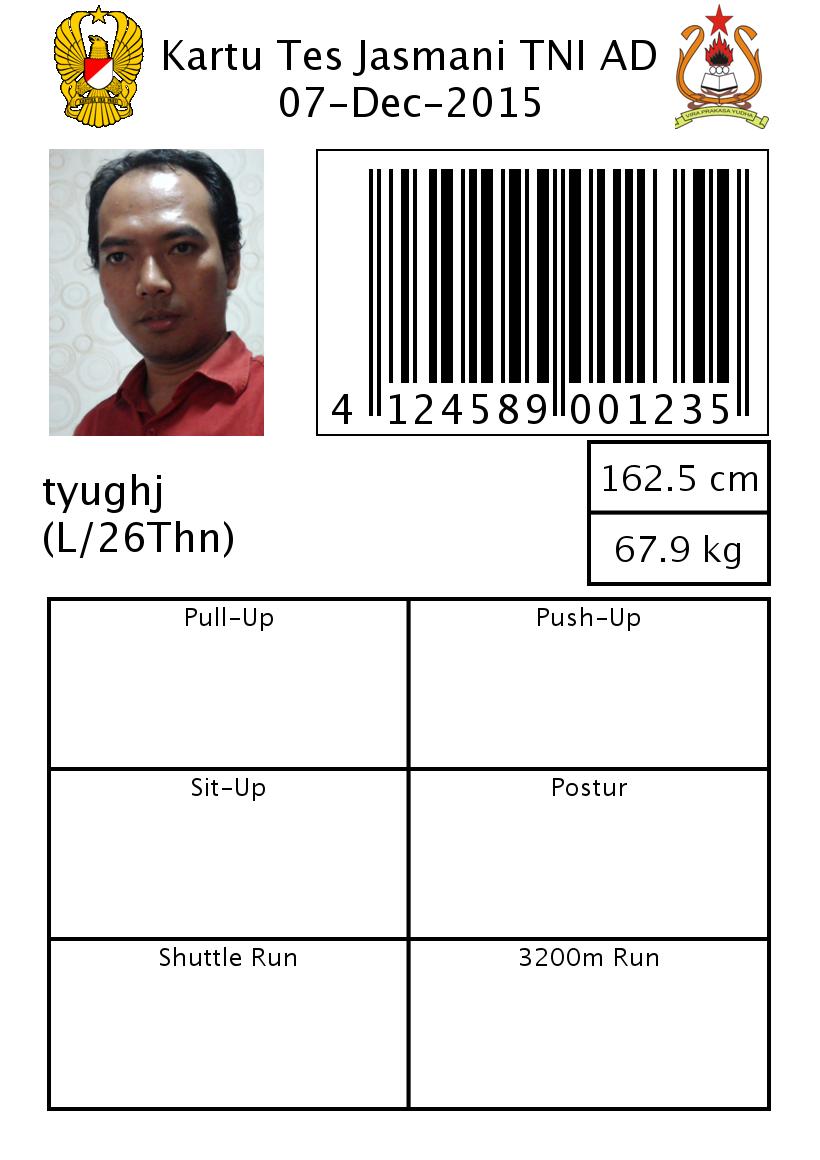 Kartu Tes Jasmani TNI AD
07-Dec-2015
VIRA PRAKASA YUDHA
4 124589 001235
162.5 cm
tyughj
(L/26Thn)
67.9 kg
Pull-Up
Push-Up
Sit-Up
Postur
Shuttle Run
3200m Run